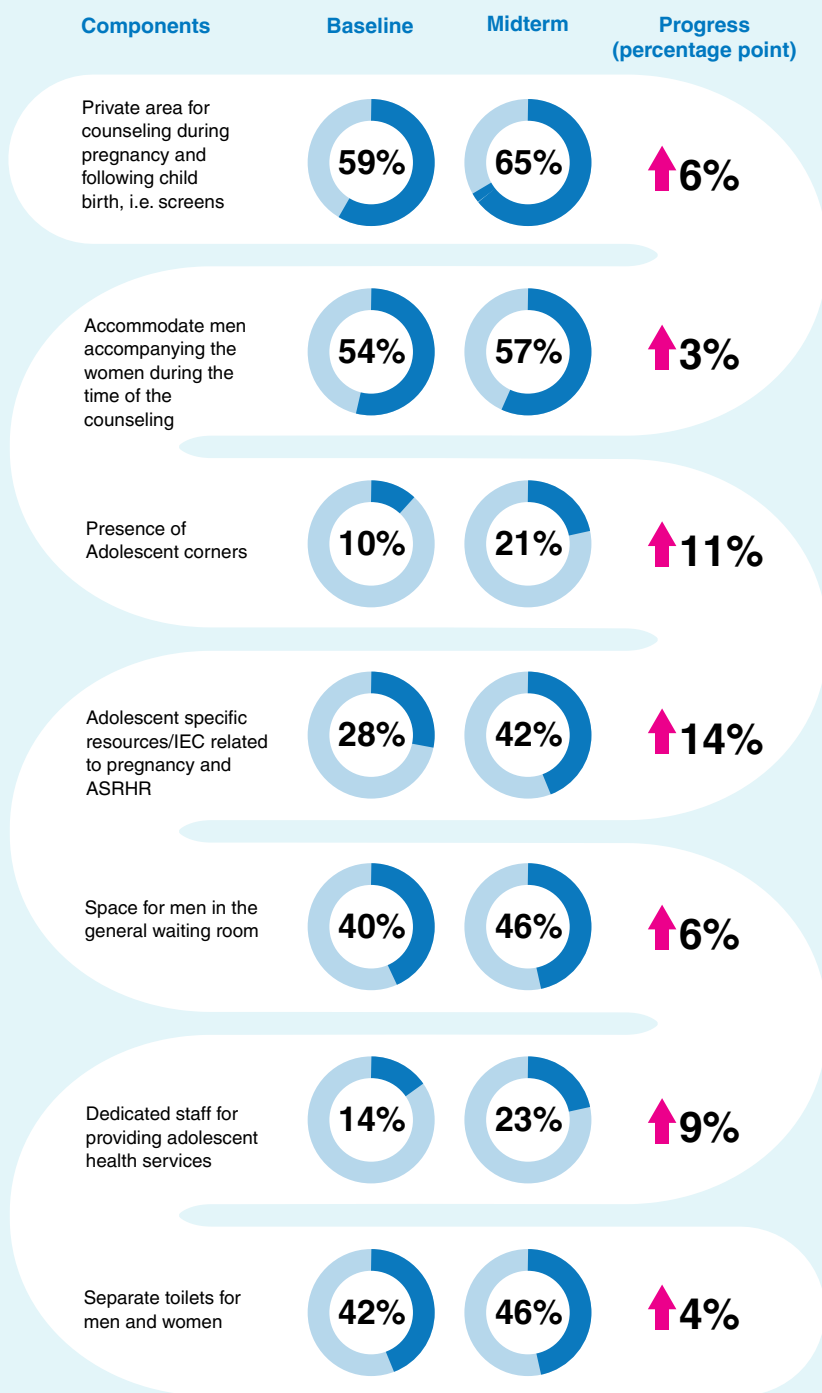 Components Baseline Midterm Progress
(percentage point)
Private area for
counseling during
pregnancy and
following child
birth, i.e. screens
59% 65% 6%
Accommodate men
accompanying the
women during the
time of the
counseling
54% 57% 3%
Presence of
Adolescent corners
10% 21% 11%
Adolescent specific
resources/IEC related
to pregnancy and
ASRHR
28% 42% 14%
Space for men in the
general waiting room
40% 46% 6%
Dedicated staff for
providing adolescent
health services
14% 23% 9%
Separate toilets for
men and women
42% 46% 4%